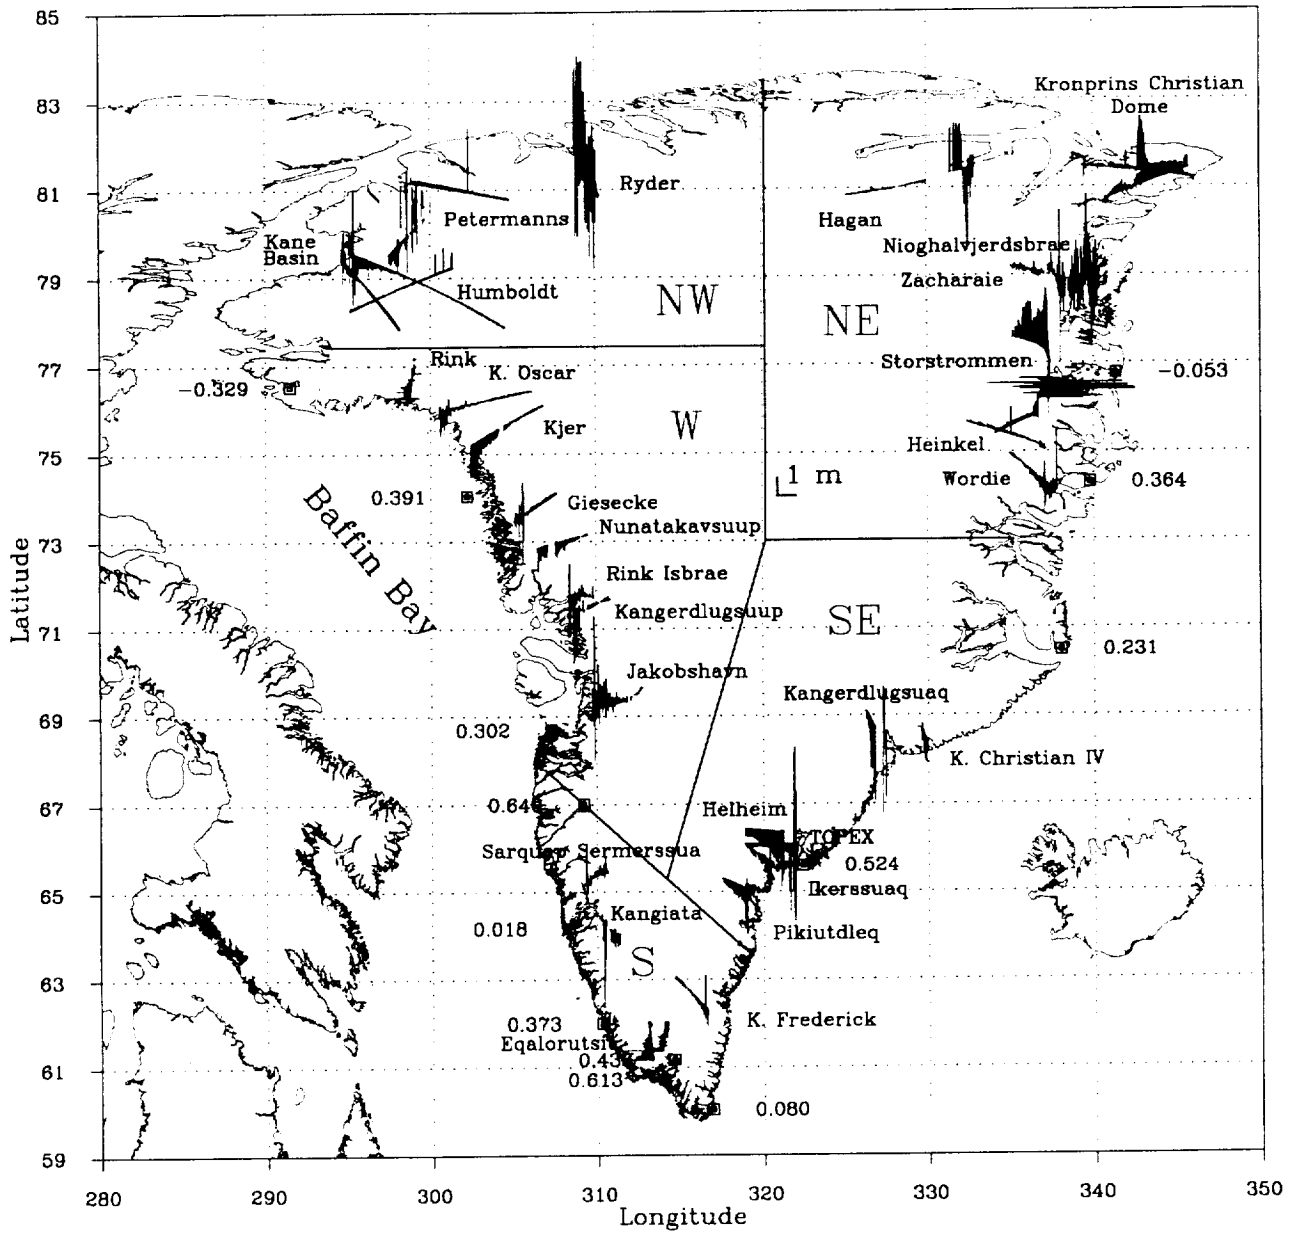 85
83
81
79
77
75
73
71
69
67
65
63
61
59
Latitude
280
290
300
310
320
330
340
350
Longitude
Kronprins Christian
Dome
Ryder
Petermanns
Hagan
Kane
Basin
Nioghalvjerdsbrae
Zacharaie
Humboldt
NW
NE
Rink
Storstrommen
K. Oscar
-0.329
-0.053
W
Kjer
Heinkel
1 m
Wordie
0.364
0.391
Baffin Bay
Giesecke
Nunatakavsuup
Rink Isbrae
Kangerdlugsuup
SE
0.231
Jakobshavn
Kangerdlugsuaq
0.302
K. Christian IV
Helheim
TOPEX
Sermerssua
0.524
Ikerssuaq
Kangiata
0.018
Pikiutdleq
S
0.373
K. Frederick
0.613
0.080